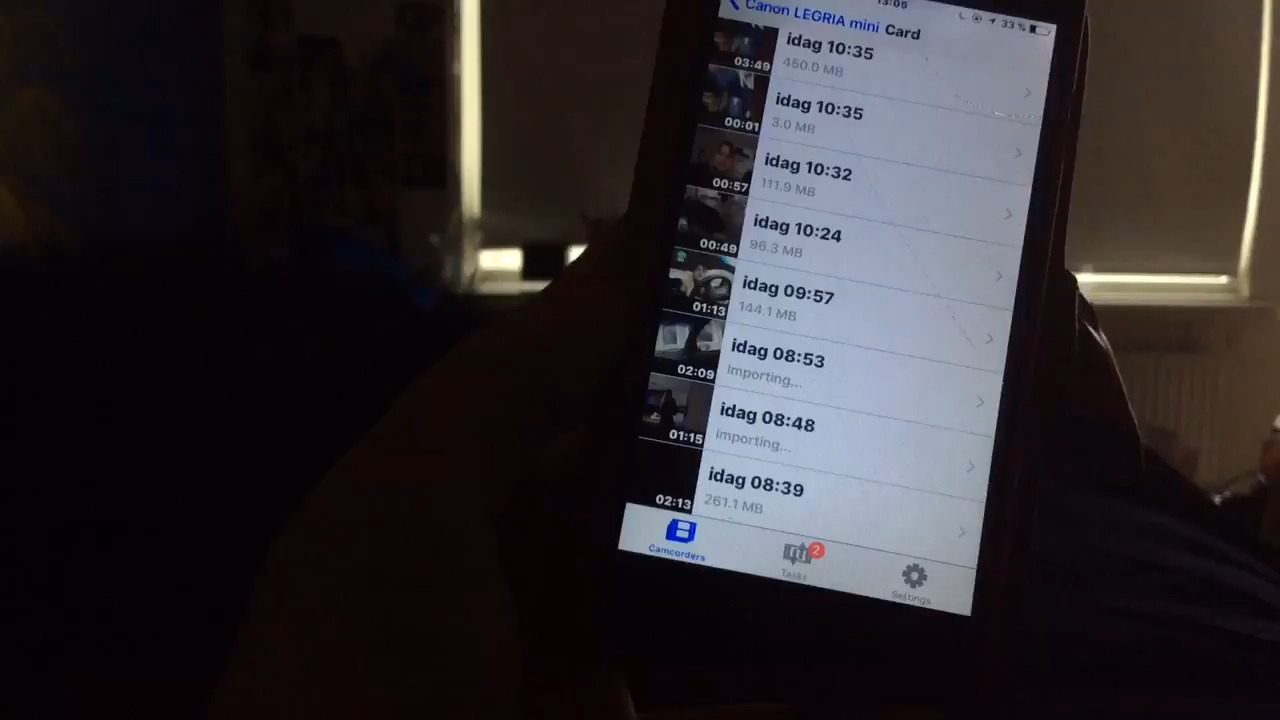 13:05
33 %
Canon LEGRIA mini Card
idag 10:35
450.0 MB
03:49
idag 10:35
3.0 MB
00:01
idag 10:32
111.9 MB
00:57
idag 10:24
96.3 MB
00:49
idag 09:57
144.1 MB
01:13
idag 08:53
importing...
02:09
idag 08:48
importing...
01:15
idag 08:39
261.1 MB
02:13
Camcorders
2
Tasks
Settings